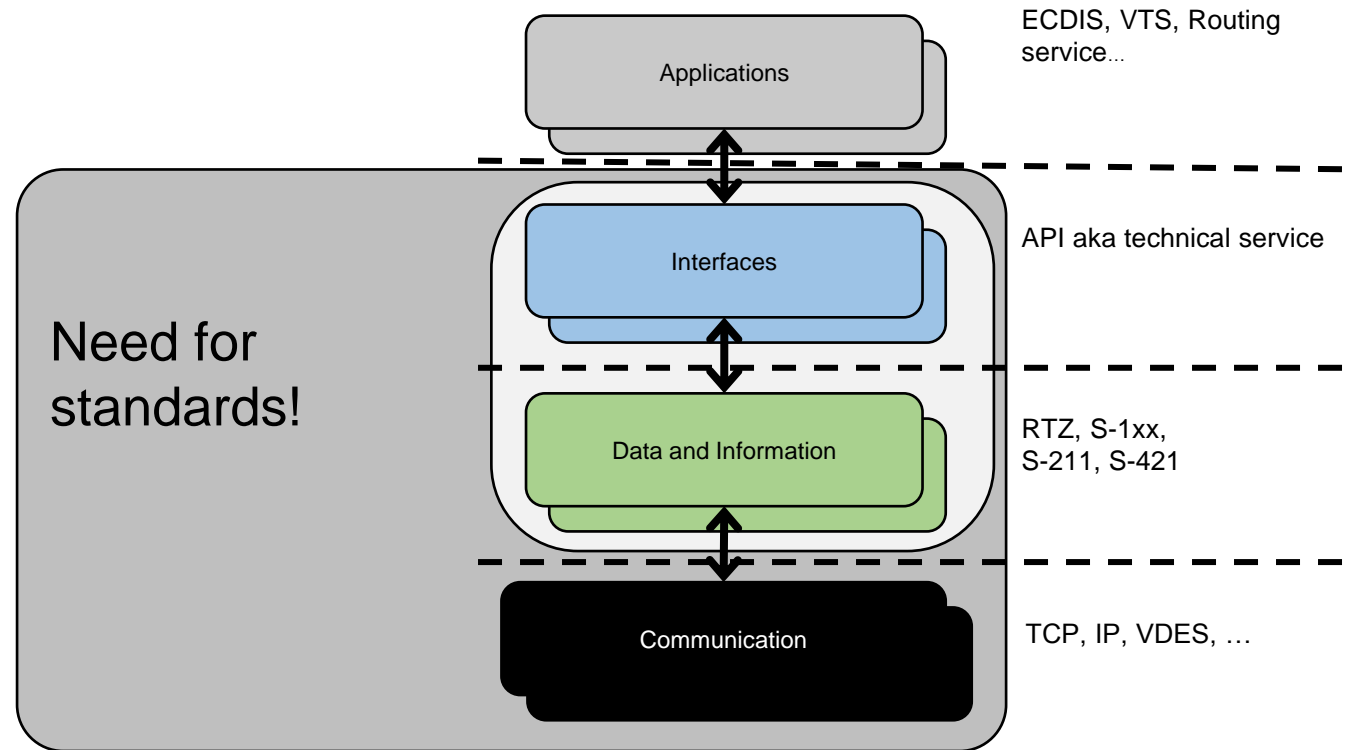 Applications
ECDIS, VTS, Routing
service...
Need for
standards!
Interfaces
API aka technical service
Data and Information
RTZ, S-1xx,
S-211, S-421
Communication
TCP, IP, VDES, …